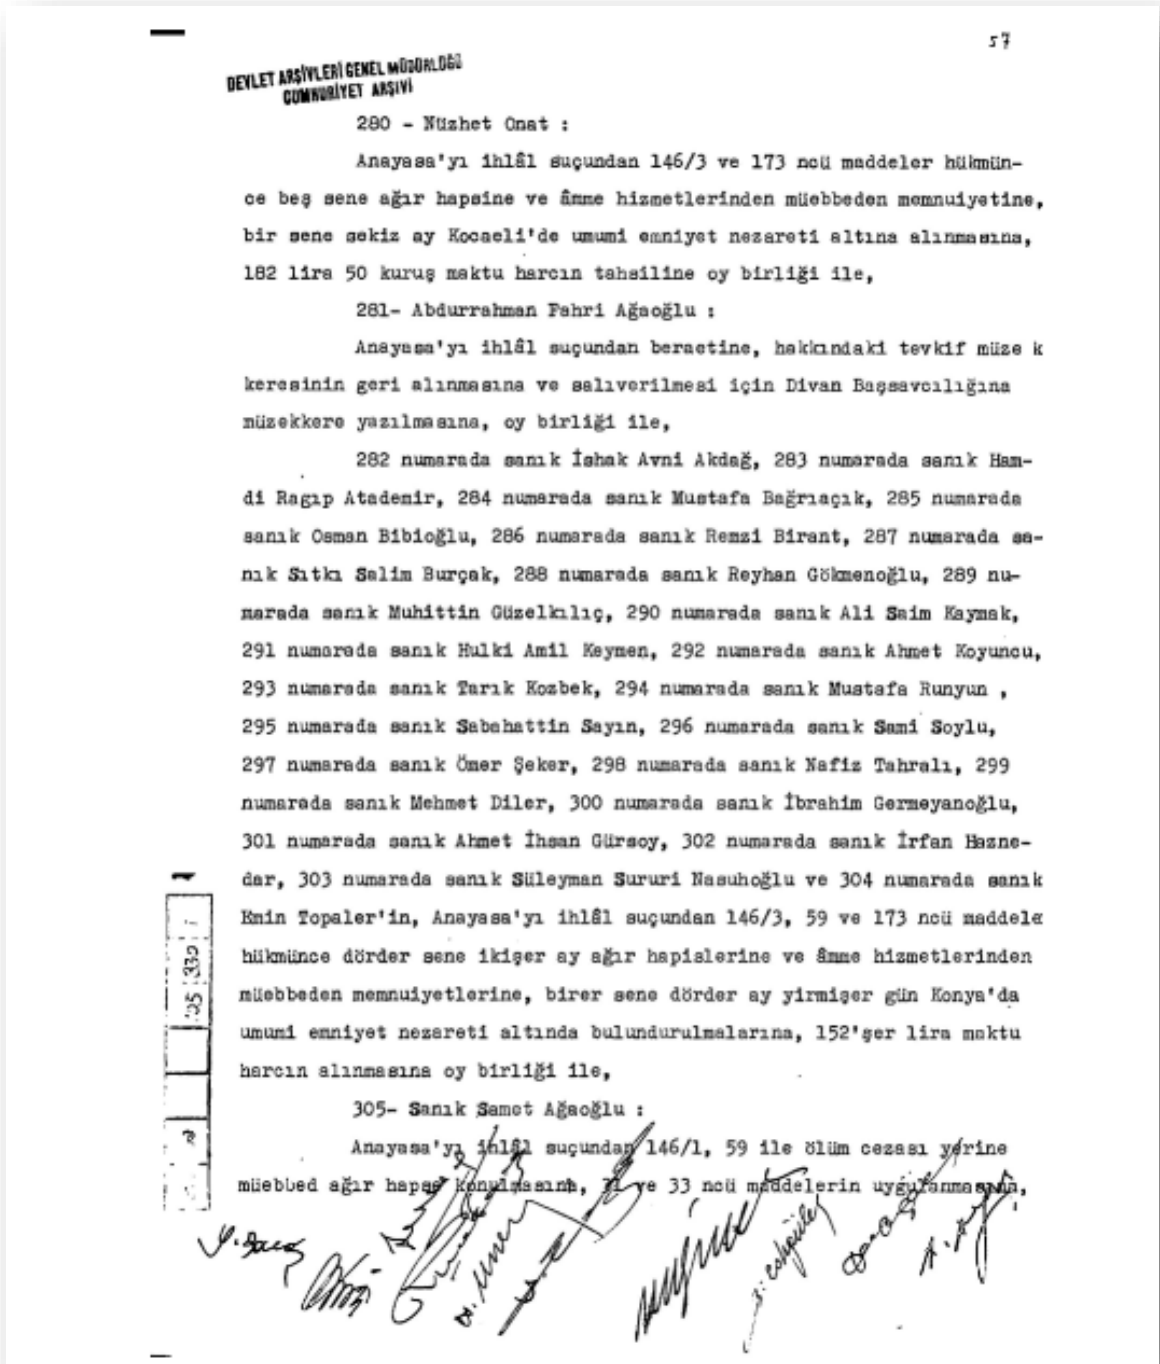 57
DEVLET ARŞİVLERİ GENEL MÜDÜRLÜĞÜ
CUMHURİYET ARŞİVİ
280 - Nüzhet Onat :
Anayasa'yı ihlâl suçundan 146/3 ve 173 ncü maddeler hükmün-
ce beş sene ağır hapsine ve âmme hizmetlerinden müebbeden memnuiyetine,
bir sene sekiz ay Kocaeli'de umumi emniyet nezareti altına alınmasına,
182 lira 50 kuruş maktu harcın tahsiline oy birliği ile,
281- Abdurrahman Fahri Ağaoğlu :
Anayasa'yı ihlâl suçundan beraetine, hakkındaki tevkif müze k
keresinin geri alınmasına ve salıverilmesi için Divan Başsavcılığına
müzekkere yazılmasına, oy birliği ile,
282 numarada sanık İshak Avni Akdağ, 283 numarada sanık Ham-
di Ragıp Atademir, 284 numarada sanık Mustafa Bağrıaçık, 285 numarada
sanık Osman Bibioğlu, 286 numarada sanık Remzi Birant, 287 numarada sa-
nık Sıtkı Salim Burçak, 288 numarada sanık Reyhan Gökmenoğlu, 289 nu-
marada sanık Muhittin Güzelkılıç, 290 numarada sanık Ali Saim Kaymak,
291 numarada sanık Hulki Amil Keymen, 292 numarada sanık Ahmet Koyuncu,
293 numarada sanık Tarık Kozbek, 294 numarada sanık Mustafa Runyun ,
295 numarada sanık Sabahattin Sayın, 296 numarada sanık Sami Soylu,
297 numarada sanık Ömer Şeker, 298 numarada sanık Nafiz Tahralı, 299
numarada sanık Mehmet Diler, 300 numarada sanık İbrahim Germeyanoğlu,
301 numarada sanık Ahmet İhsan Gürsoy, 302 numarada sanık İrfan Hazne-
dar, 303 numarada sanık Süleyman Sururi Nasuhoğlu ve 304 numarada sanık
Emin Topaler'in, Anayasa'yı ihlâl suçundan 146/3, 59 ve 173 ncü maddele
hükmünce dörder sene ikişer ay ağır hapislerine ve âmme hizmetlerinden
müebbeden memnuiyetlerine, birer sene dörder ay yirmişer gün Konya'da
umumi emniyet nezareti altında bulundurulmalarına, 152'şer lira maktu
harcın alınmasına oy birliği ile,
305- Sanık Samet Ağaoğlu :
Anayasa'yı ihlâl suçundan 146/1, 59 ile ölüm cezası yerine
müebbed ağır hapse konulmasına, 31 ve 33 ncü maddelerin uygulanmasına,